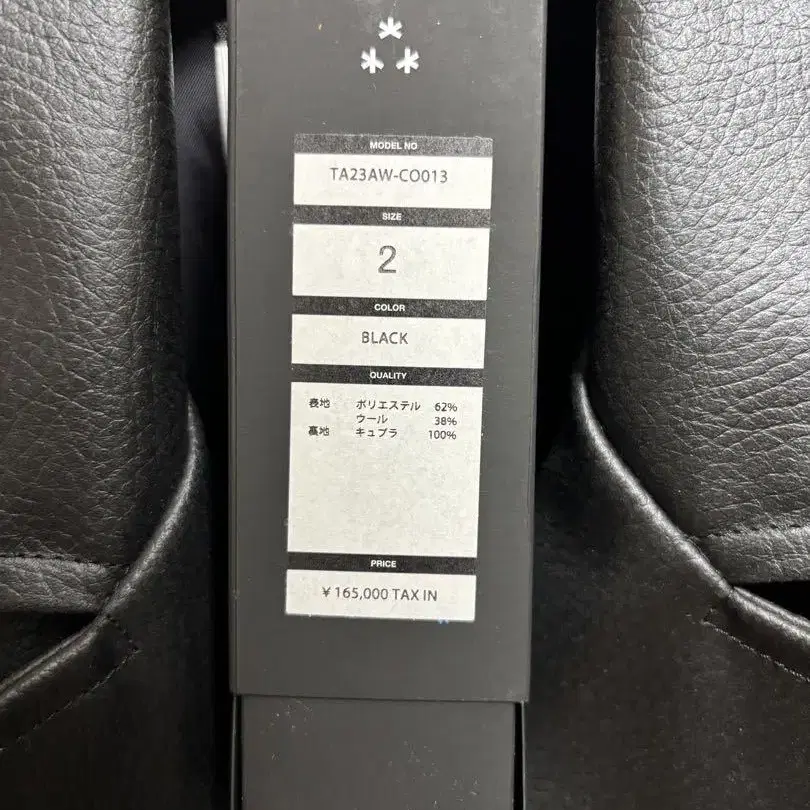 ***
MODEL NO
TA23AW-CO013
SIZE
2
COLOR
BLACK
QUALITY
表地 ポリエステル 62%
ウール 38%
裏地 キュプラ 100%
PRICE
¥165,000 TAX IN